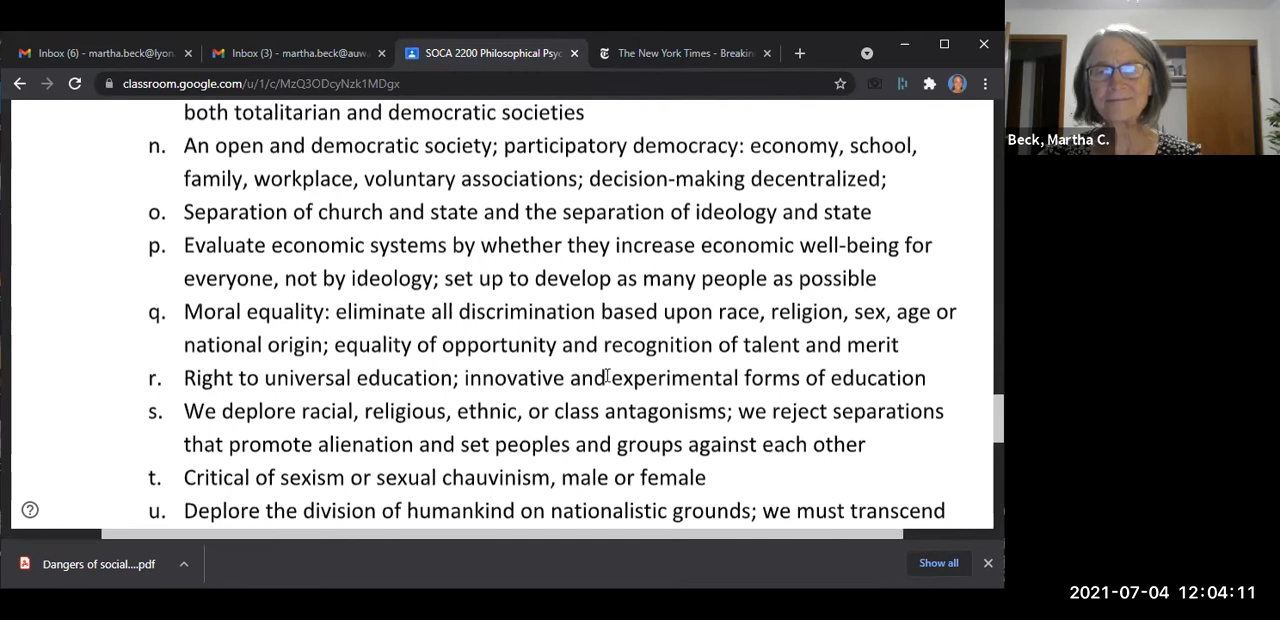 Inbox (6) - martha.beck@lyon
Inbox (3) - martha.beck@auw.
SOCA 2200 Philosophical Psyc
The New York Times - Breakin
classroom.google.com/u/1/c/MzQ3ODcyNzk1MDgx
both totalitarian and democratic societies
n. An open and democratic society; participatory democracy: economy, school,
family, workplace, voluntary associations; decision-making decentralized;
o. Separation of church and state and the separation of ideology and state
p. Evaluate economic systems by whether they increase economic well-being for
everyone, not by ideology; set up to develop as many people as possible
q. Moral equality: eliminate all discrimination based upon race, religion, sex, age or
national origin; equality of opportunity and recognition of talent and merit
r. Right to universal education; innovative and experimental forms of education
s. We deplore racial, religious, ethnic, or class antagonisms; we reject separations
that promote alienation and set peoples and groups against each other
t. Critical of sexism or sexual chauvinism, male or female
u. Deplore the division of humankind on nationalistic grounds; we must transcend
Dangers of social....pdf
Show all
Beck, Martha C.
2021-07-04 12:04:11